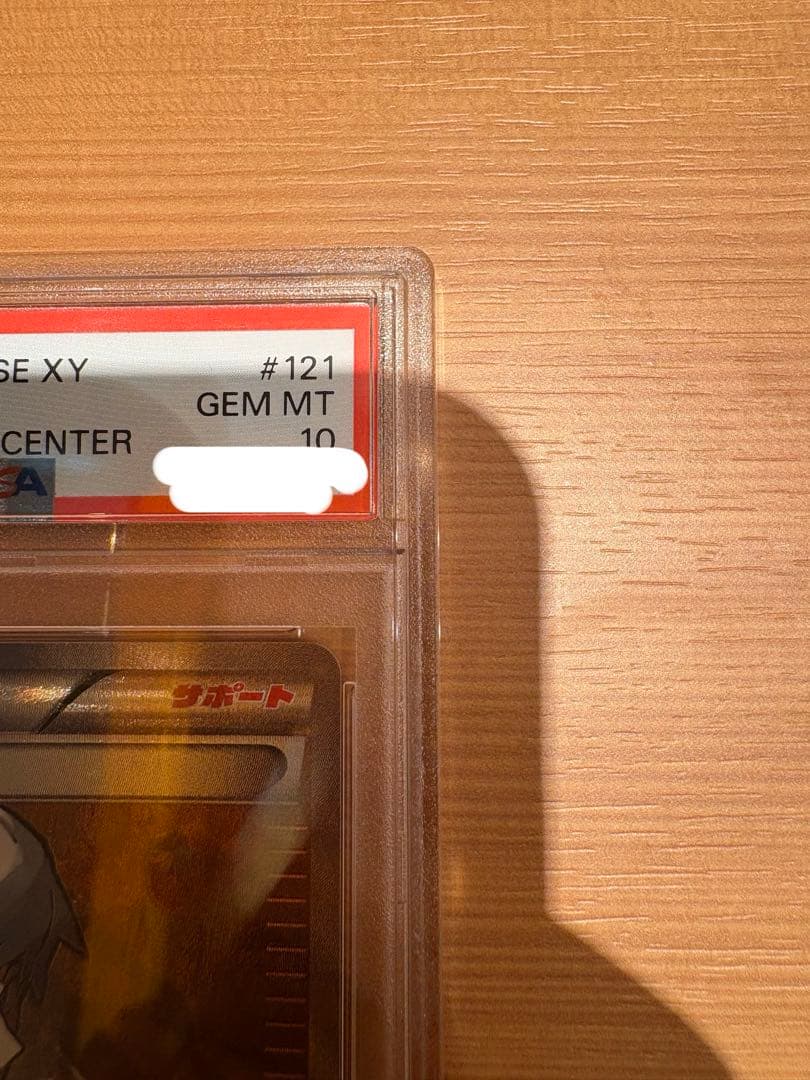 SE XY #121
GEM MT
CENTER 10
SA
サポート